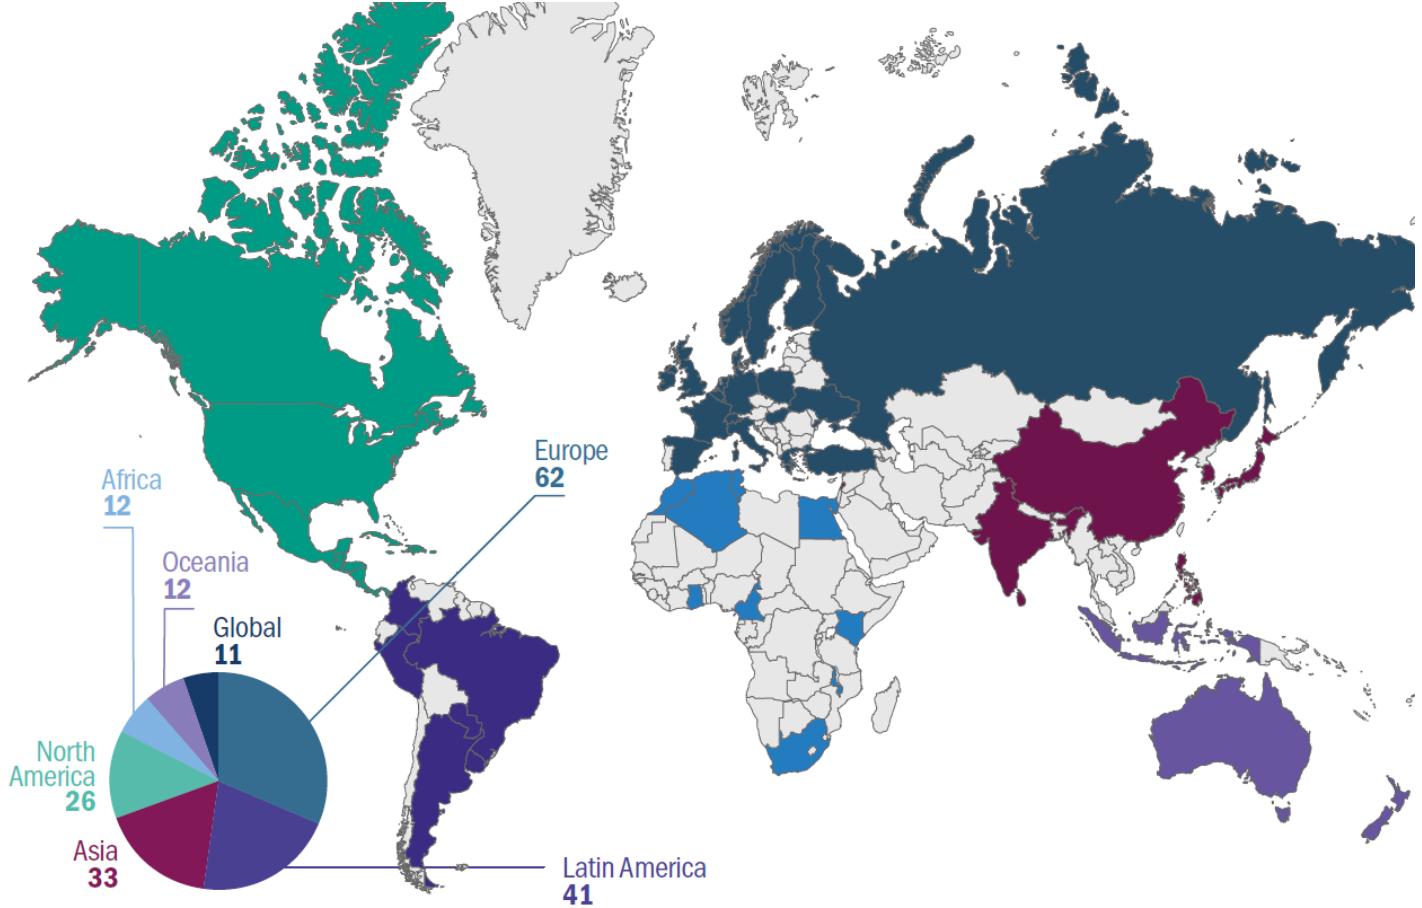 Europe
62
Africa
12
Oceania
12
Global
11
North
America
26
Asia
33
Latin America
41